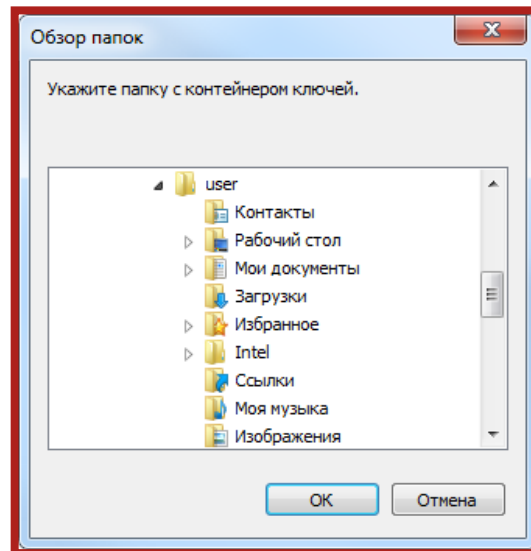 Обзор папок
Укажите папку с контейнером ключей.
user
Контакты
Рабочий стол
Мои документы
Загрузки
Избранное
Intel
Ссылки
Моя музыка
Изображения
OK
Отмена